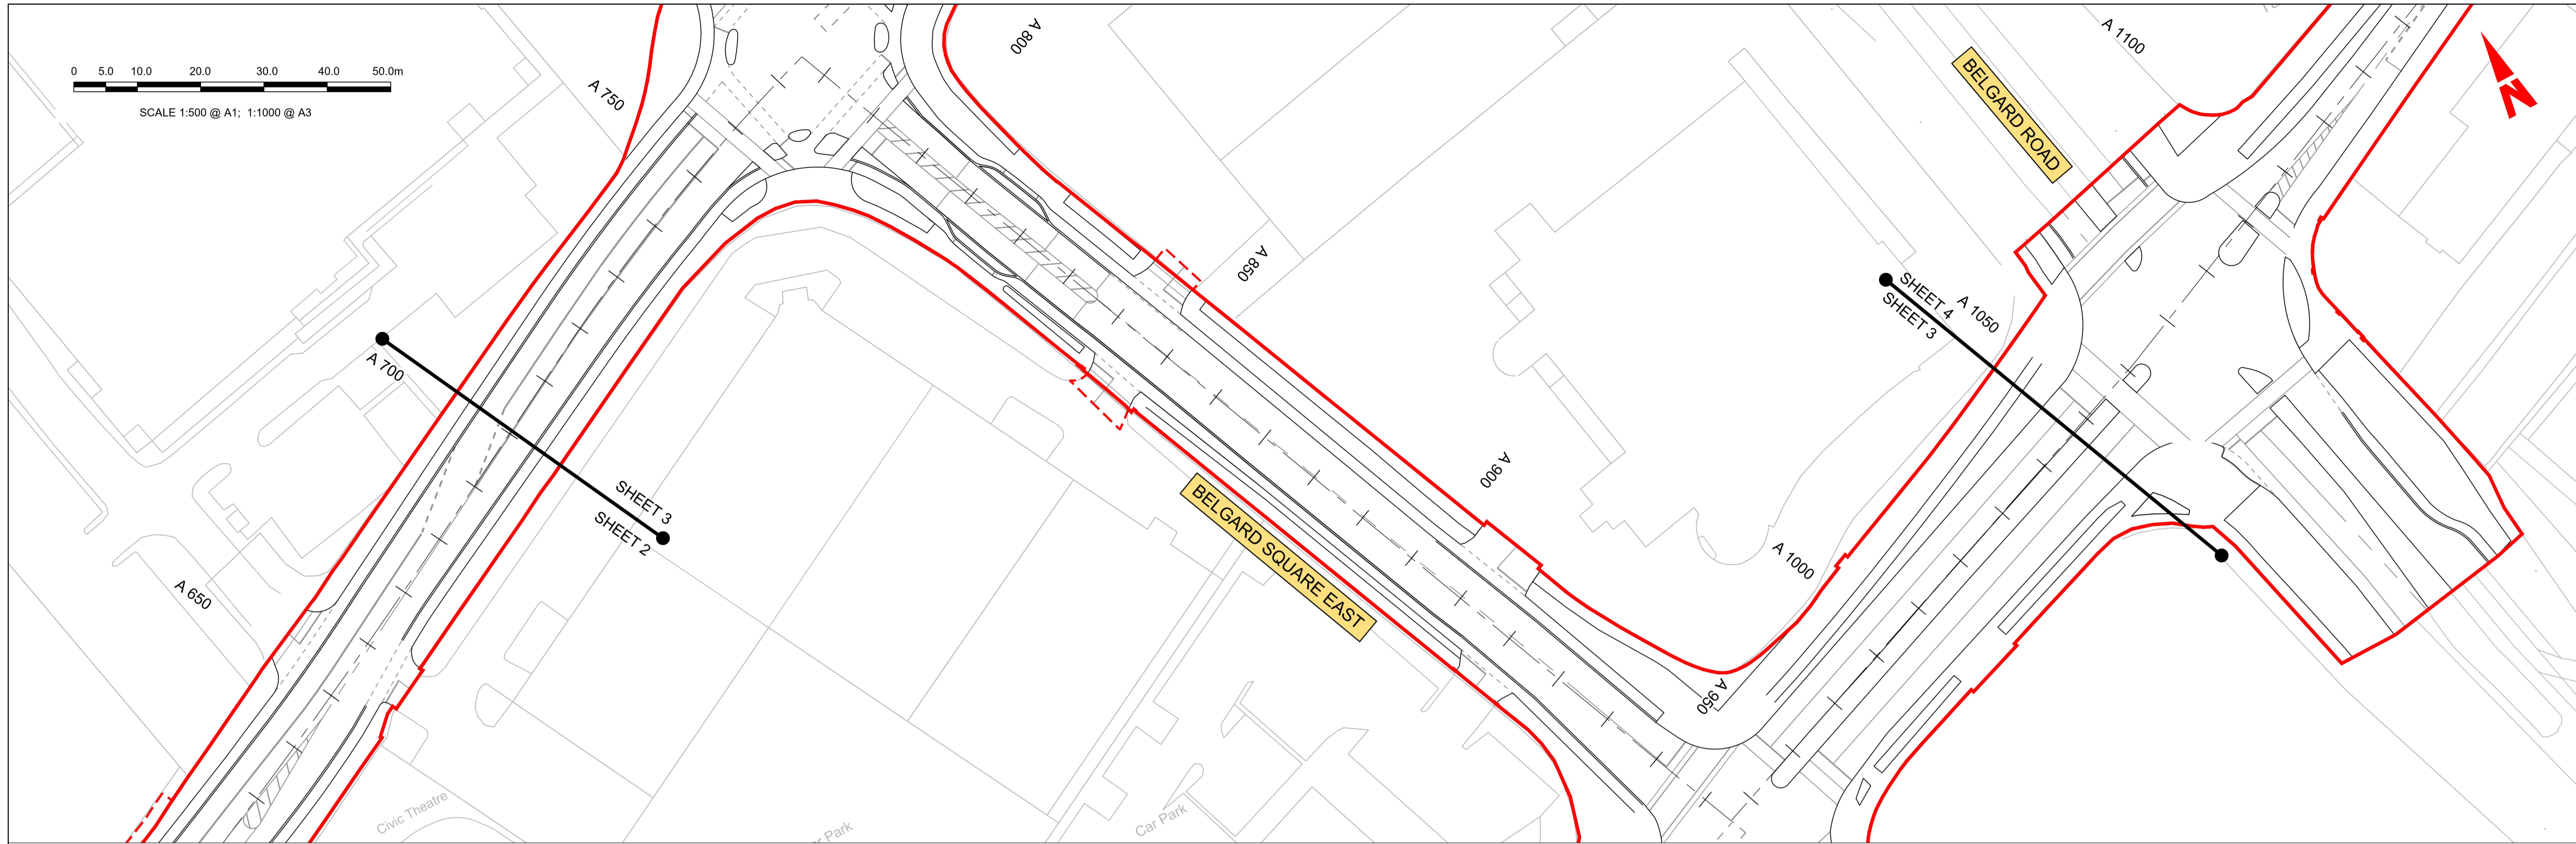 0 5.0 10.0 20.0 30.0 40.0 50.0m
SCALE 1:500 @ A1; 1:1000 @ A3
A 750
A 800
A 1100
BELGARD ROAD
N
A 850
SHEET 4
SHEET 3
A 1050
A 700
SHEET 3
SHEET 2
A 900
BELGARD SQUARE EAST
A 1000
A 650
A 950
Civic Theatre
Park
Car Park